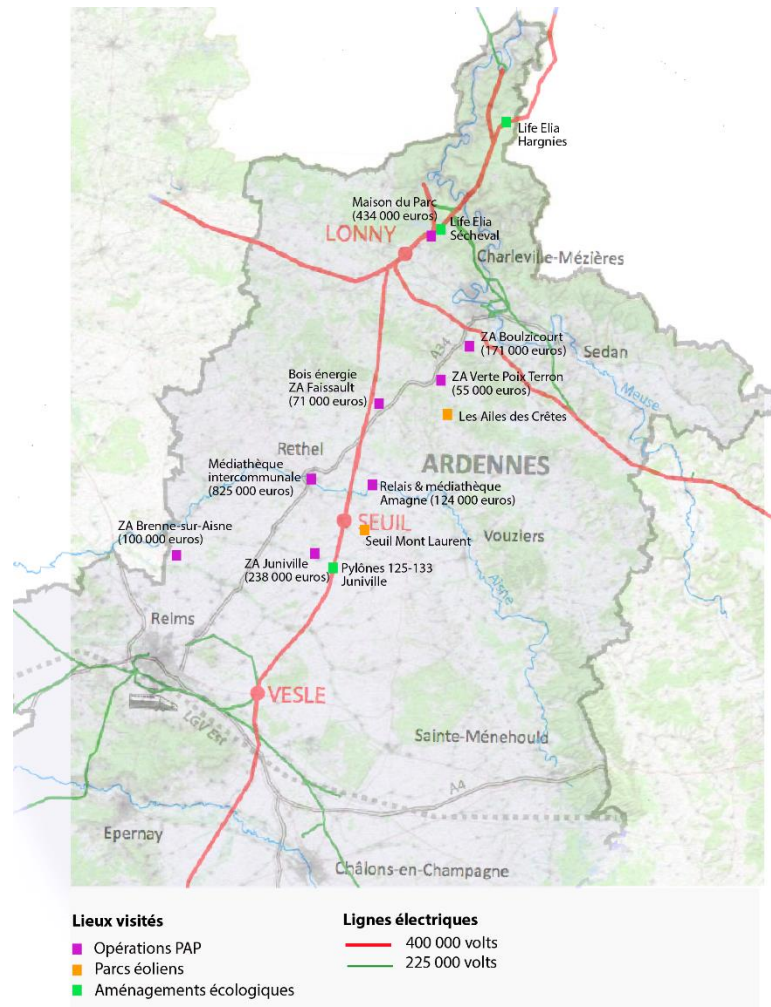 Life Elia
Hargnies
Maison du Parc
(434 000 euros)
Life Elia
Sécheval
LONNY
Charleville-Mézières
ZA Boulzicourt
(171 000 euros)
A34
Sedan
Meuse
ZA Verte Poix Terron
(55 000 euros)
Bois énergie
ZA Faissault
(71 000 euros)
Les Ailes des Crêtes
Rethel
ARDENNES
Médiathèque
intercommunale
(825 000 euros)
Relais & médiathèque
Amagne (124 000 euros)
SEUIL
ZA Brenne-sur-Aisne
(100 000 euros)
Seuil Mont Laurent
Vouziers
ZA Juniville
(238 000 euros)
Pylônes 125-133
Juniville
Aisne
Reims
VESLE
LGV Est
Sainte-Ménehould
A4
Epernay
Châlons-en-Champagne
Lieux visités
Opérations PAP
Parcs éoliens
Aménagements écologiques
Lignes électriques
400 000 volts
225 000 volts